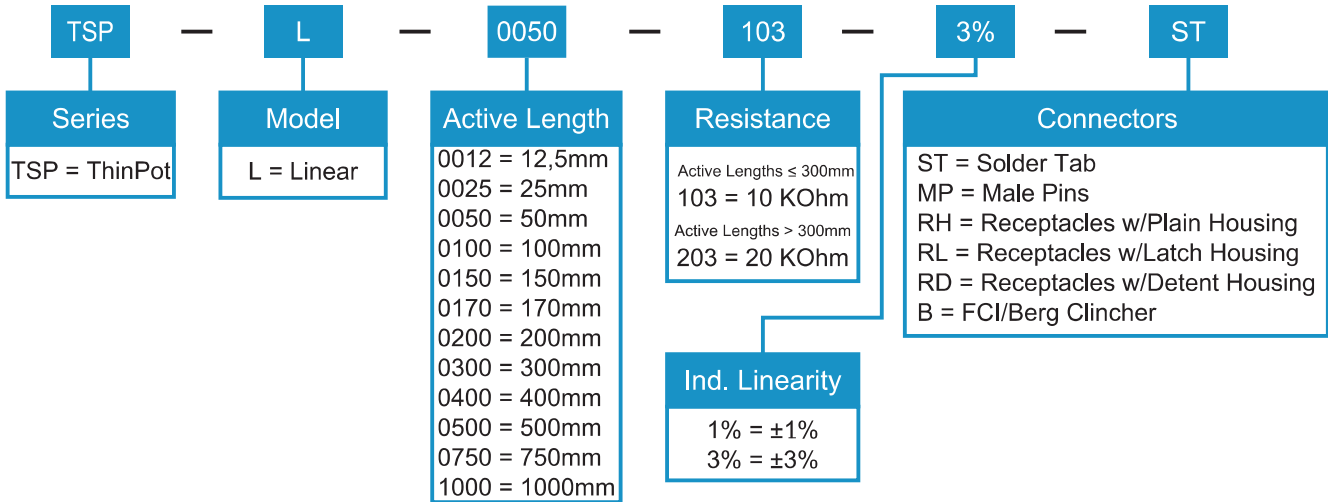 TSP — L — 0050 — 103 — 3% — ST
Series
TSP = ThinPot
Model
L = Linear
Active Length
0012 = 12,5mm
0025 = 25mm
0050 = 50mm
0100 = 100mm
0150 = 150mm
0170 = 170mm
0200 = 200mm
0300 = 300mm
0400 = 400mm
0500 = 500mm
0750 = 750mm
1000 = 1000mm
Resistance
Active Lengths ≤ 300mm
103 = 10 KOhm
Active Lengths > 300mm
203 = 20 KOhm
Ind. Linearity
1% = ±1%
3% = ±3%
Connectors
ST = Solder Tab
MP = Male Pins
RH = Receptacles w/Plain Housing
RL = Receptacles w/Latch Housing
RD = Receptacles w/Detent Housing
B = FCI/Berg Clincher